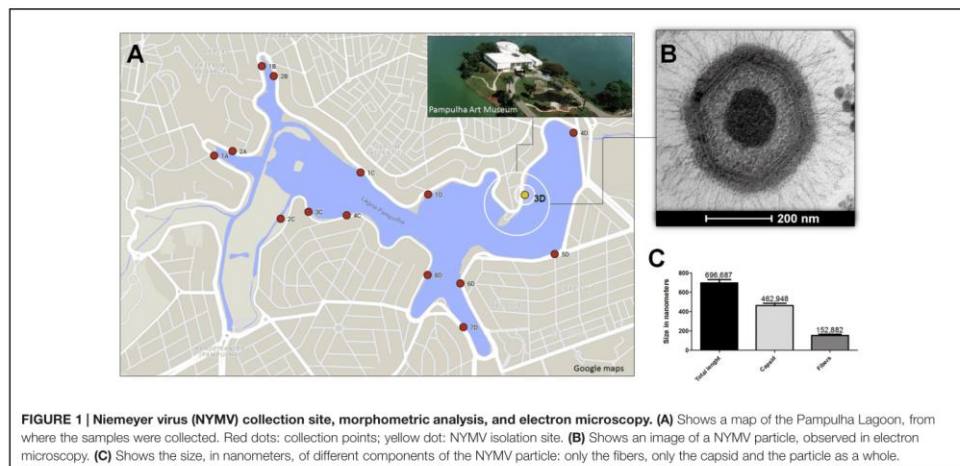 A
1B
2B
Pampulha Art Museum
4D
2A
1A
1C
1D
3D
Lagoa Pampulha
3C
2C
4C
5D
8D
6D
7D
Google maps
B
200 nm
C
Size in nanometers
800
600
400
200
0
696,687
462,948
152,882
Total lenght
Capsid
Fibers
FIGURE 1 | Niemeyer virus (NYMV) collection site, morphometric analysis, and electron microscopy. (A) Shows a map of the Pampulha Lagoon, from
where the samples were collected. Red dots: collection points; yellow dot: NYMV isolation site. (B) Shows an image of a NYMV particle, observed in electron
microscopy. (C) Shows the size, in nanometers, of different components of the NYMV particle: only the fibers, only the capsid and the particle as a whole.